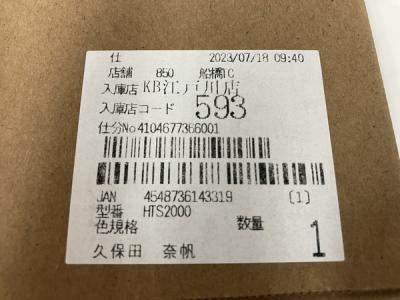 仕 2023/07/18 09:40
店舗 850 船橋IC
入庫店 KB江戸川店
入庫店コード 593
仕分No4104677366001
JAN 4548736143319 (1)
型番 HTS2000
色規格 数量 1
久保田 奈帆